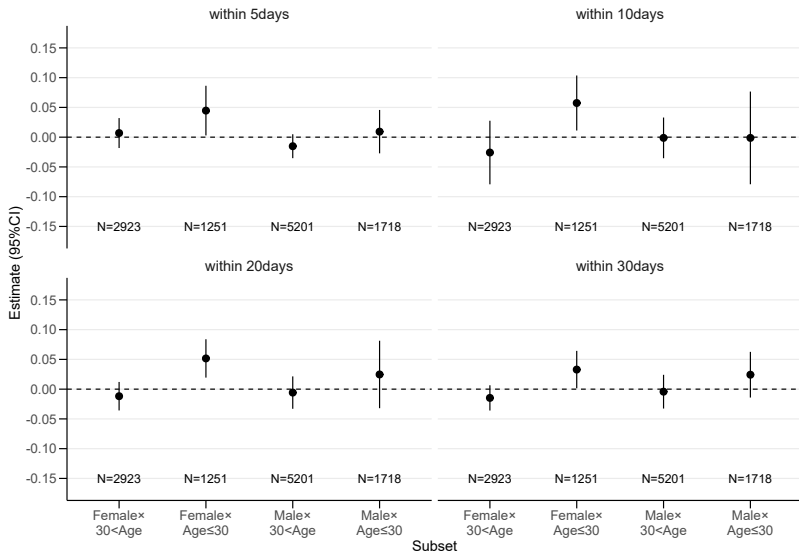 within 5days
within 10days
0.15
0.10
0.05
0.00
-0.05
-0.10
-0.15
N=2923 N=1251 N=5201 N=1718
N=2923 N=1251 N=5201 N=1718
Estimate (95%CI)
within 20days
within 30days
0.15
0.10
0.05
0.00
-0.05
-0.10
-0.15
N=2923 N=1251 N=5201 N=1718
N=2923 N=1251 N=5201 N=1718
Female× Female× Male× Male×
30<Age Age≤30 30<Age Age≤30
Female× Female× Male× Male×
30<Age Age≤30 30<Age Age≤30
Subset